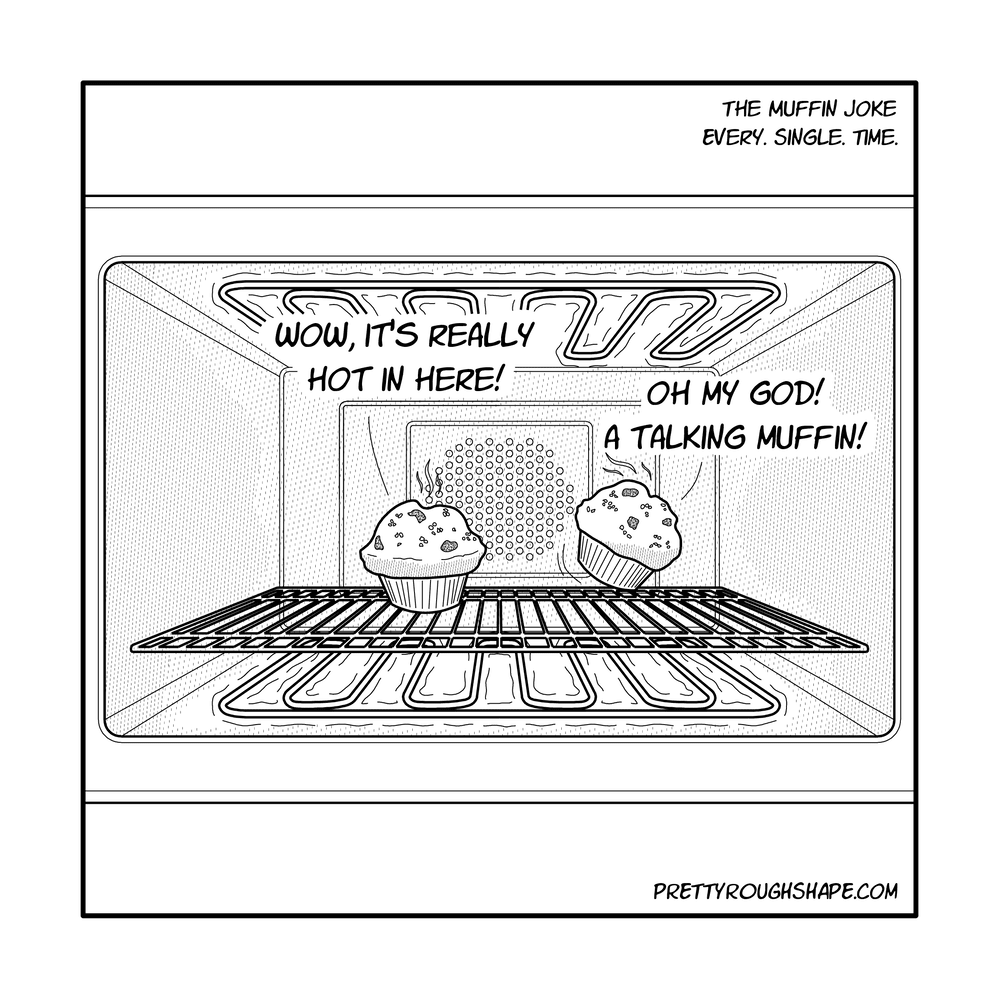 THE MUFFIN JOKE
EVERY. SINGLE. TIME.
WOW, IT'S REALLY
HOT IN HERE!
OH MY GOD!
A TALKING MUFFIN!
PRETTYROUGHSHAPE.COM